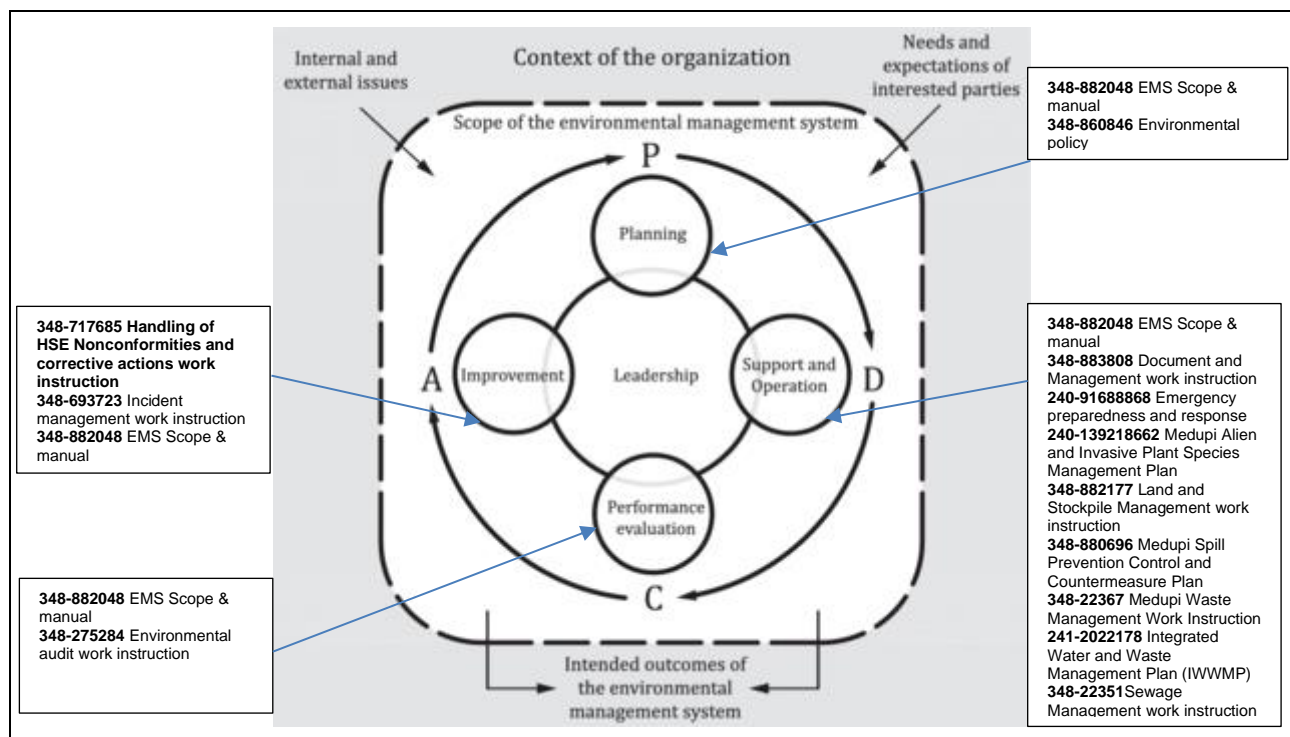 Internal and
external issues
Context of the organization
Needs and
expectations of
interested parties
Scope of the environmental management system
P
Planning
A
Improvement
Leadership
Support and
Operation
D
Performance
evaluation
C
Intended outcomes of
the environmental
management system
348-882048 EMS Scope &
manual
348-860846 Environmental
policy
348-717685 Handling of
HSE Nonconformities and
corrective actions work
instruction
348-693723 Incident
management work instruction
348-882048 EMS Scope &
manual
348-882048 EMS Scope &
manual
348-883808 Document and
Management work instruction
240-91688868 Emergency
preparedness and response
240-139218662 Medupi Alien
and Invasive Plant Species
Management Plan
348-882177 Land and
Stockpile Management work
instruction
348-880696 Medupi Spill
Prevention Control and
Countermeasure Plan
348-22367 Medupi Waste
Management Work Instruction
241-2022178 Integrated
Water and Waste
Management Plan (IWWMP)
348-22351Sewage
Management work instruction
348-882048 EMS Scope &
manual
348-275284 Environmental
audit work instruction